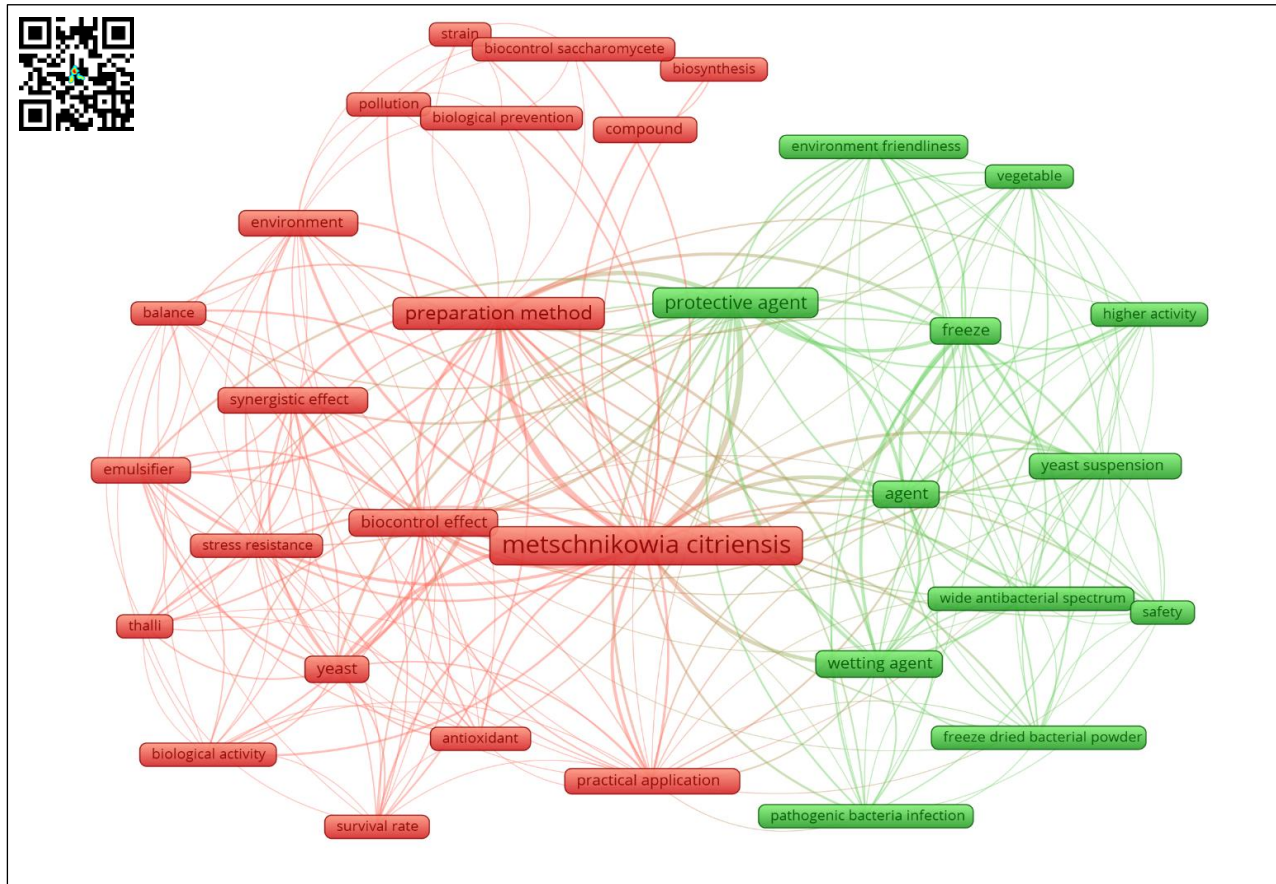 strain
biocontrol saccharomycete
biosynthesis
pollution
biological prevention
compound
environment friendliness
vegetable
environment
preparation method
protective agent
balance
higher activity
freeze
synergistic effect
emulsifier
yeast suspension
agent
biocontrol effect
stress resistance
metschnikowia citriensis
wide antibacterial spectrum
safety
thalli
yeast
wetting agent
antioxidant
freeze dried bacterial powder
biological activity
practical application
survival rate
pathogenic bacteria infection